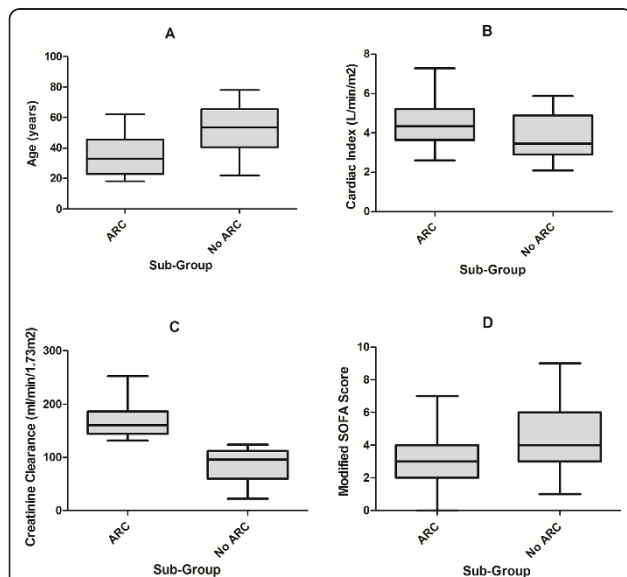 A
Age (years)
100
80
60
40
20
0
ARC
No ARC
Sub-Group
B
Cardiac Index (L/min/m2)
8
6
4
2
0
ARC
No ARC
Sub-Group
C
Creatinine Clearance (ml/min/1.73m2)
300
200
100
0
ARC
No ARC
Sub-Group
D
Modified SOFA Score
10
8
6
4
2
0
ARC
No ARC
Sub-Group